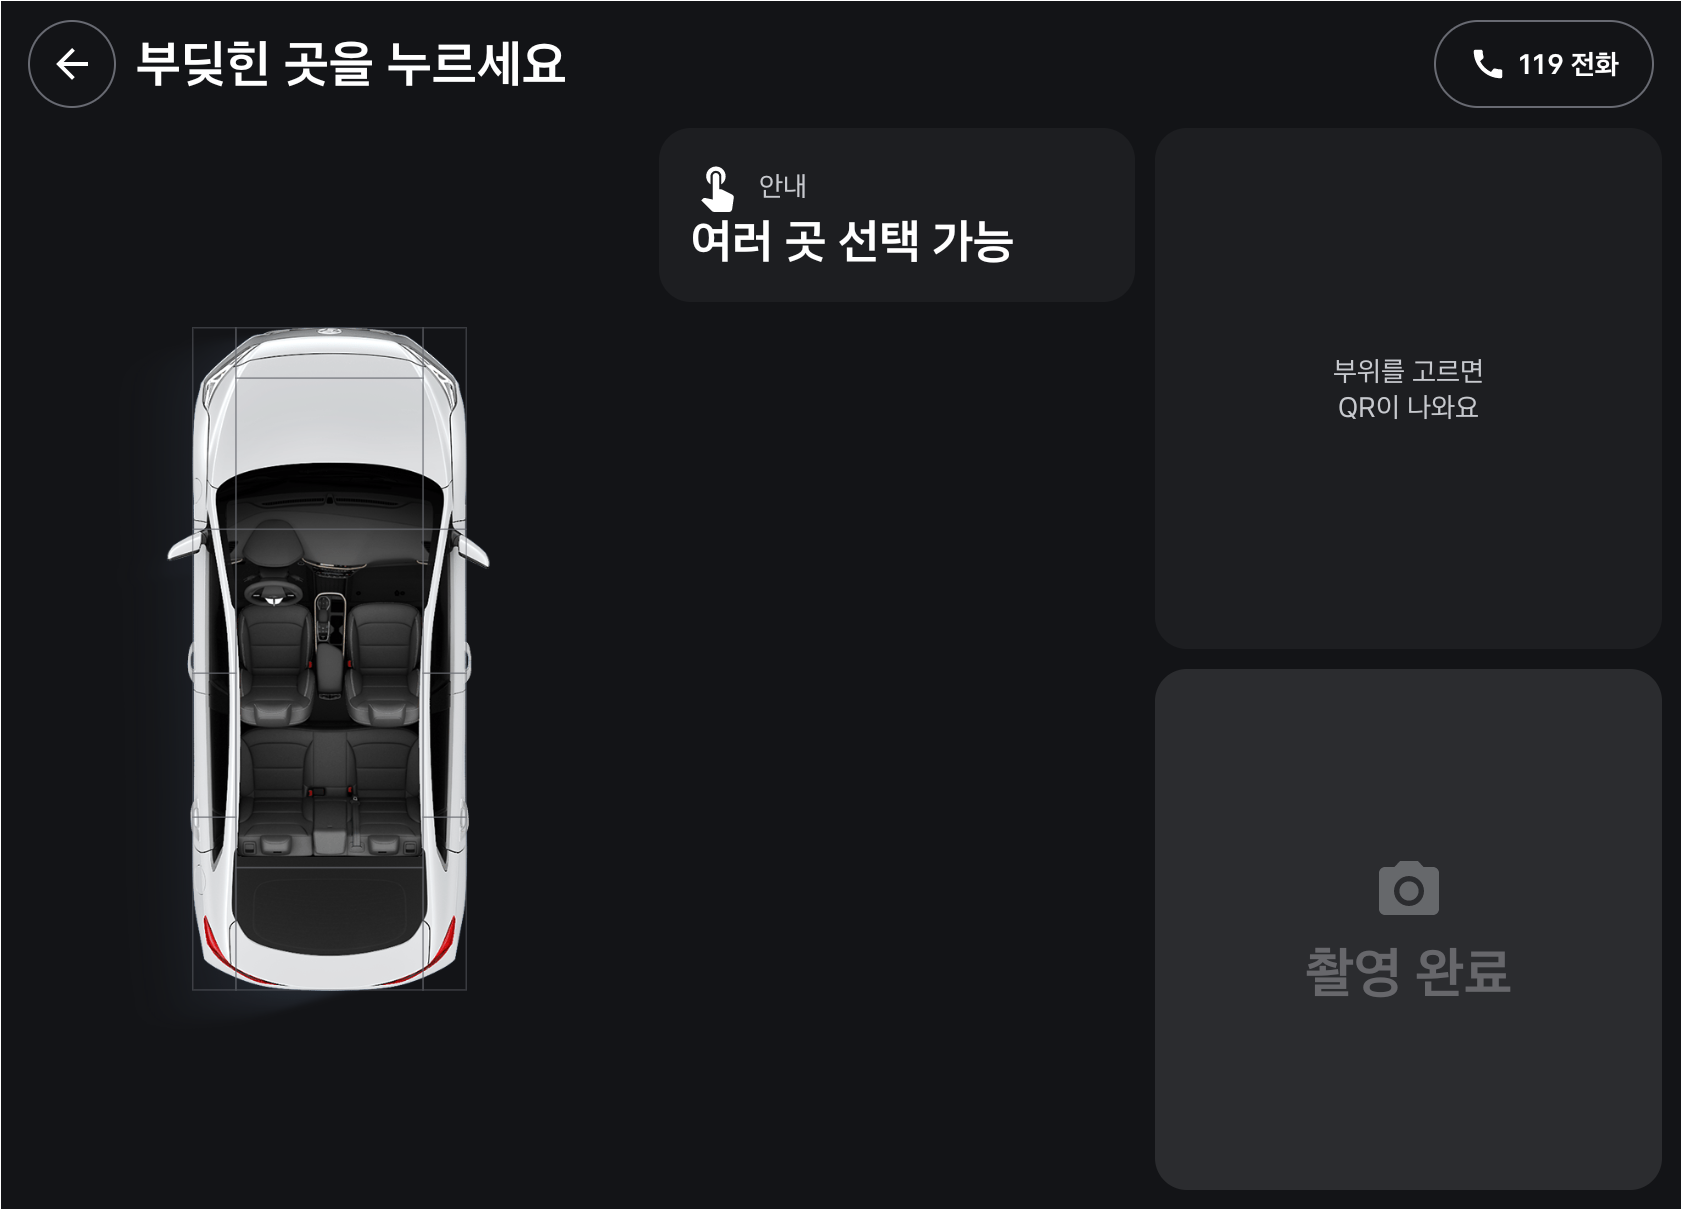 부딪힌 곳을 누르세요
119 전화
안내
여러 곳 선택 가능
부위를 고르면
QR이 나와요
촬영 완료